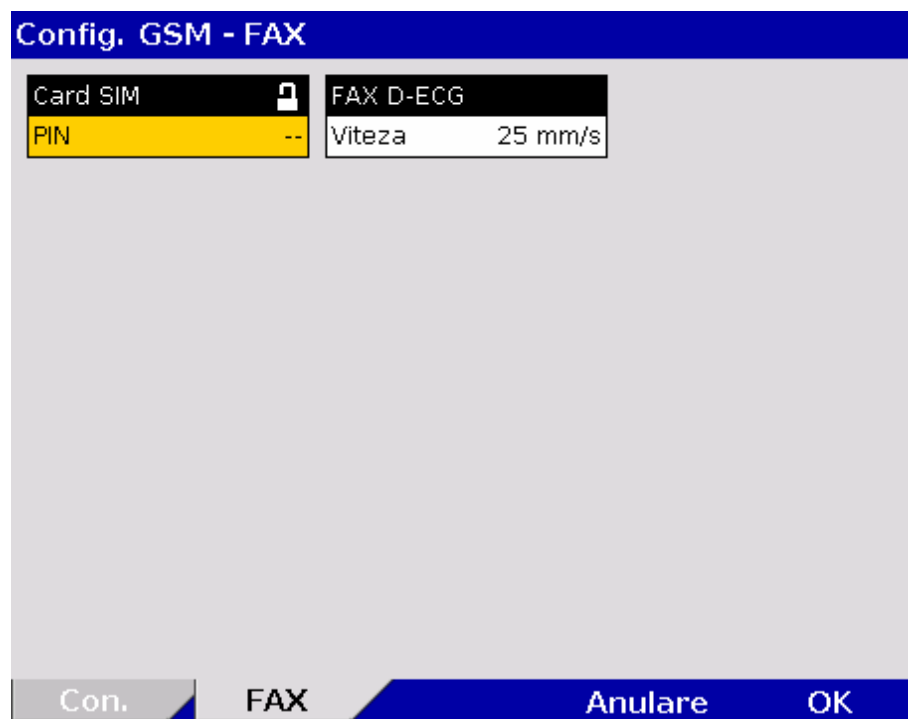 Config. GSM - FAX
Card SIM
PIN --
FAX D-ECG
Viteza 25 mm/s
Con. FAX Anulare OK